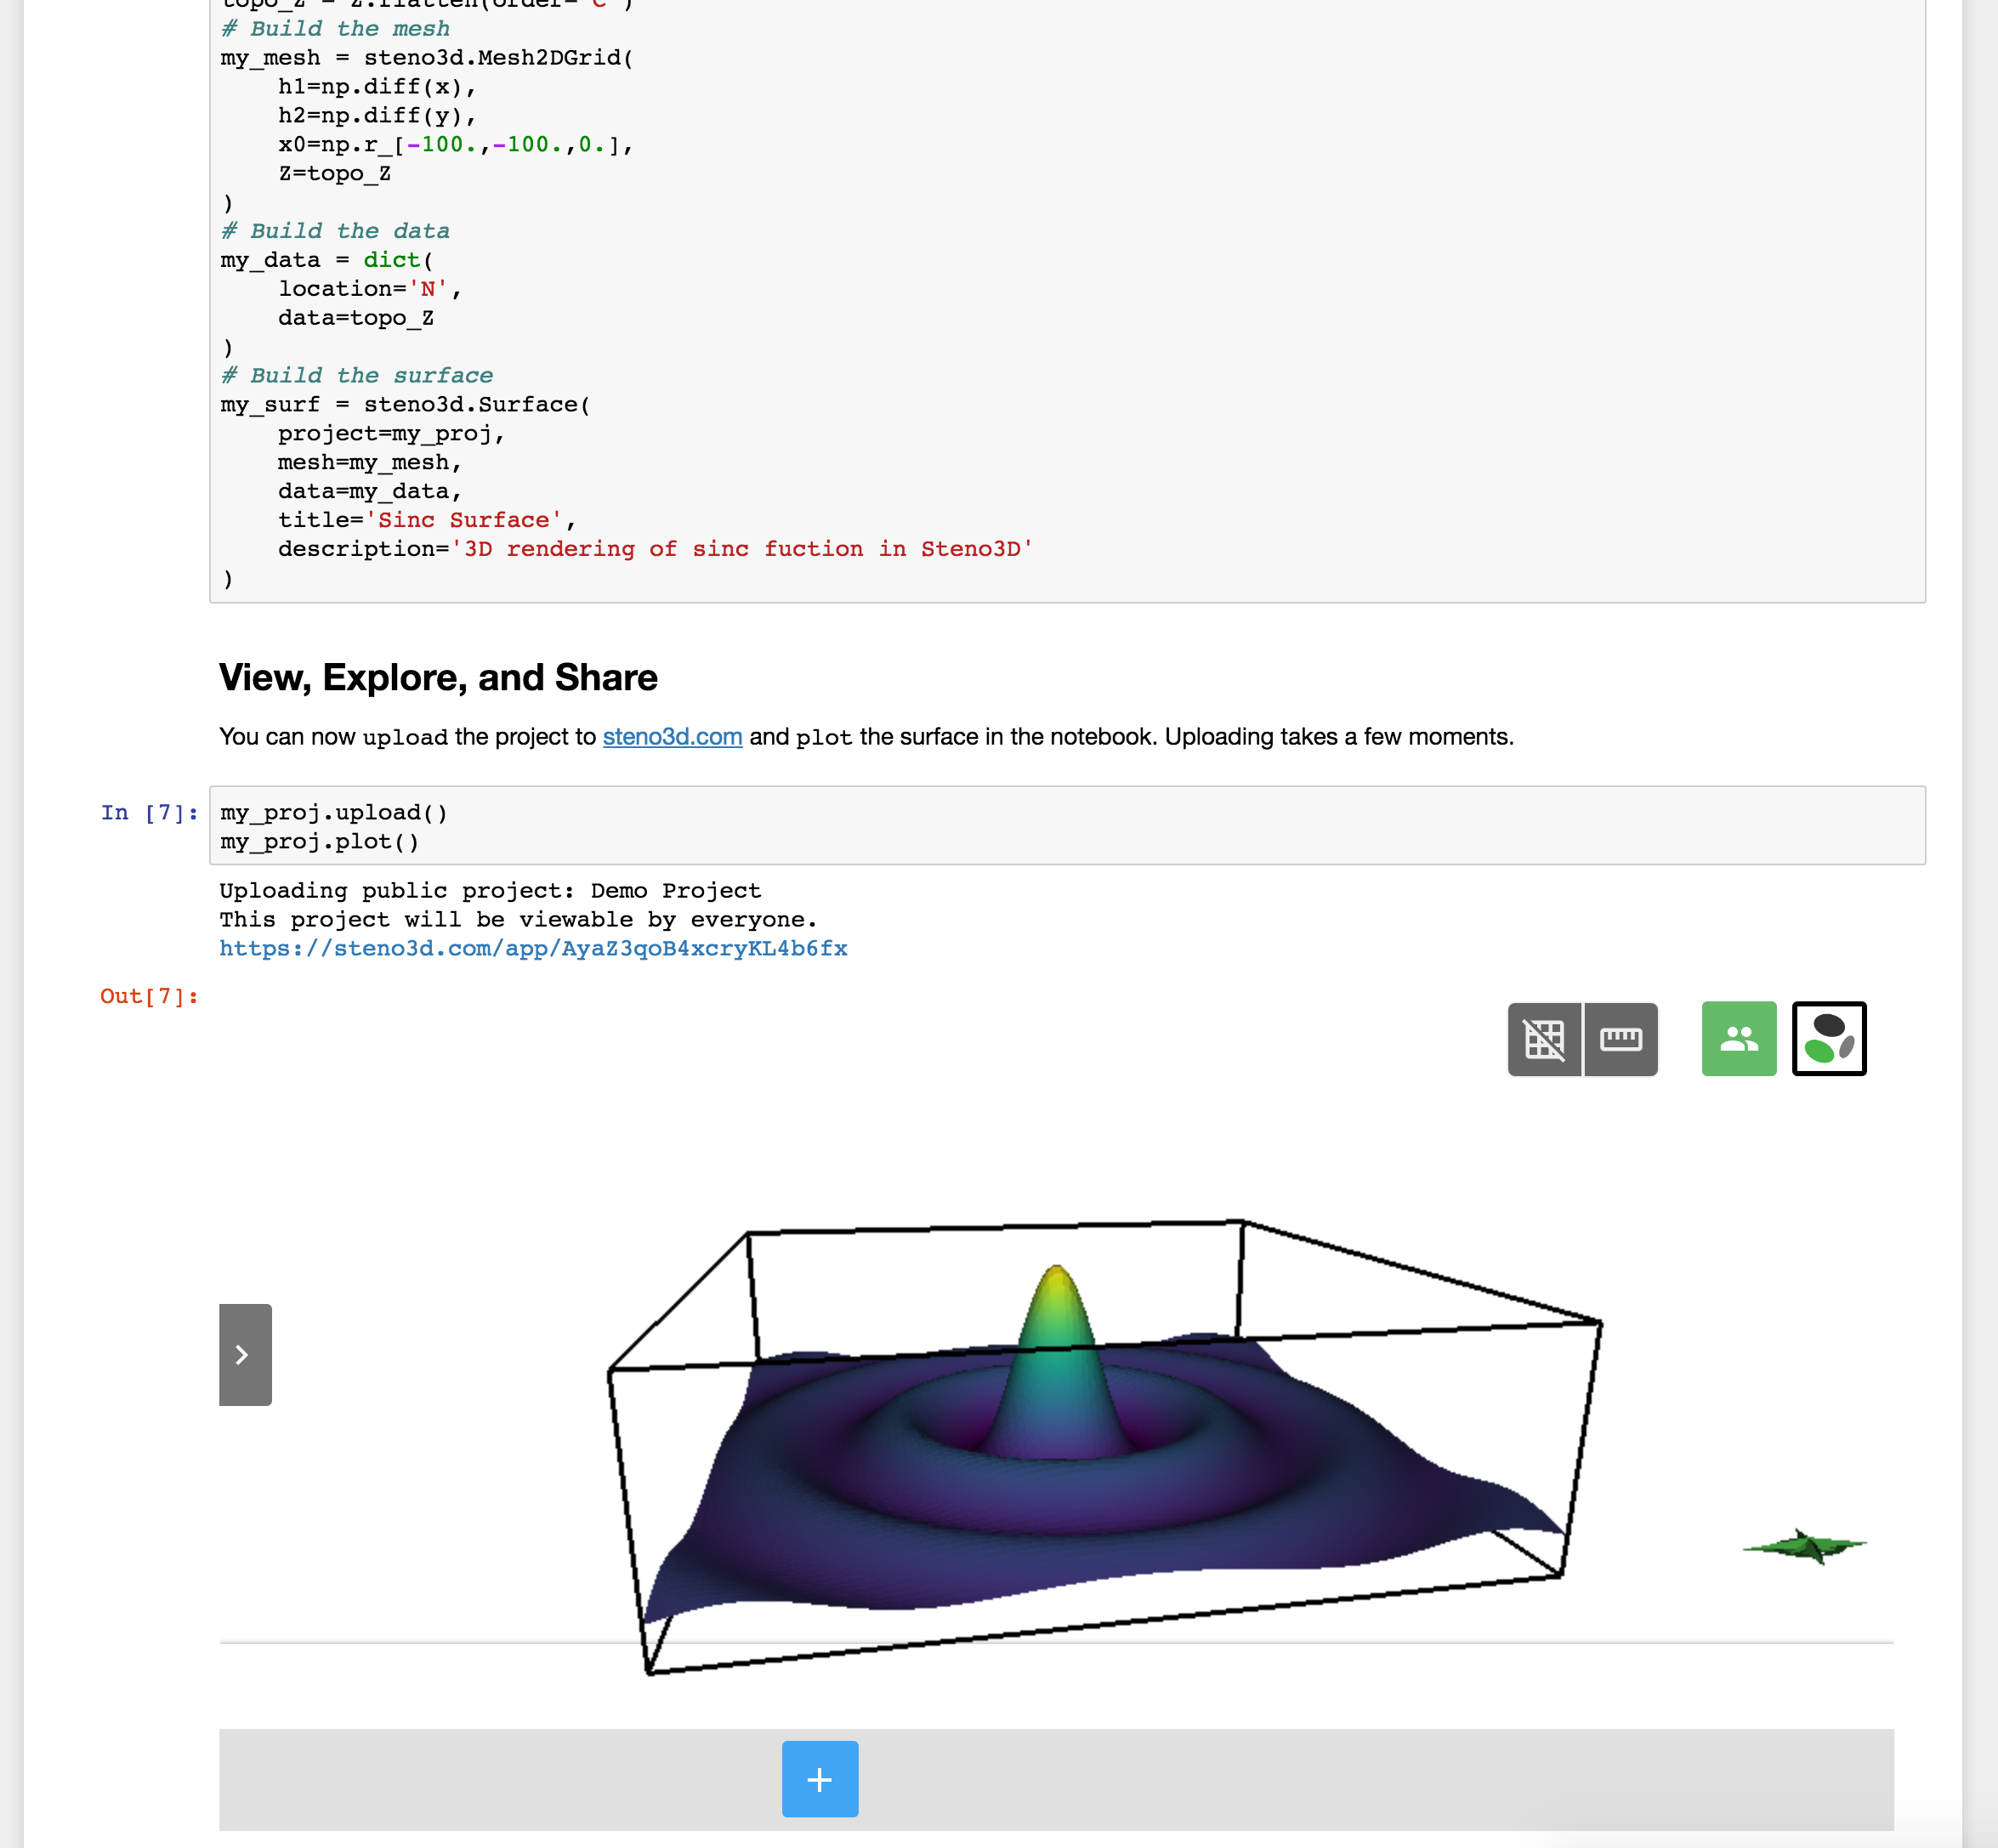 topo_Z = Z.flatten(order='C')
# Build the mesh
my_mesh = steno3d.Mesh2DGrid(
    h1=np.diff(x),
    h2=np.diff(y),
    x0=np.r_[-100.,-100.,0.],
    Z=topo_Z
)
# Build the data
my_data = dict(
    location='N',
    data=topo_Z
)
# Build the surface
my_surf = steno3d.Surface(
    project=my_proj,
    mesh=my_mesh,
    data=my_data,
    title='Sinc Surface',
    description='3D rendering of sinc fuction in Steno3D'
)
View, Explore, and Share
You can now upload the project to steno3d.com and plot the surface in the notebook. Uploading takes a few moments.
In [7]: my_proj.upload()
my_proj.plot()
Uploading public project: Demo Project
This project will be viewable by everyone.
https://steno3d.com/app/AyaZ3qoB4xcryKL4b6fx
Out[7]: